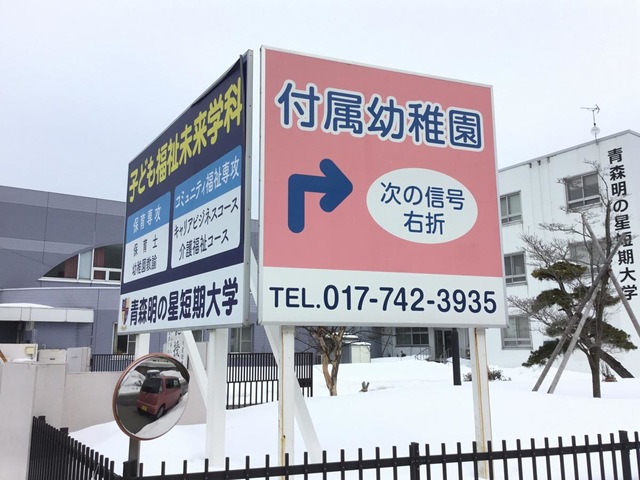 子ども福祉未来学科
保育専攻
保育士
幼稚園教諭
コミュニティ福祉専攻
キャリアビジネスコース
介護福祉コース
青森明の星短期大学
付属幼稚園
次の信号
右折
TEL.017-742-3935
青森明の星短期大学